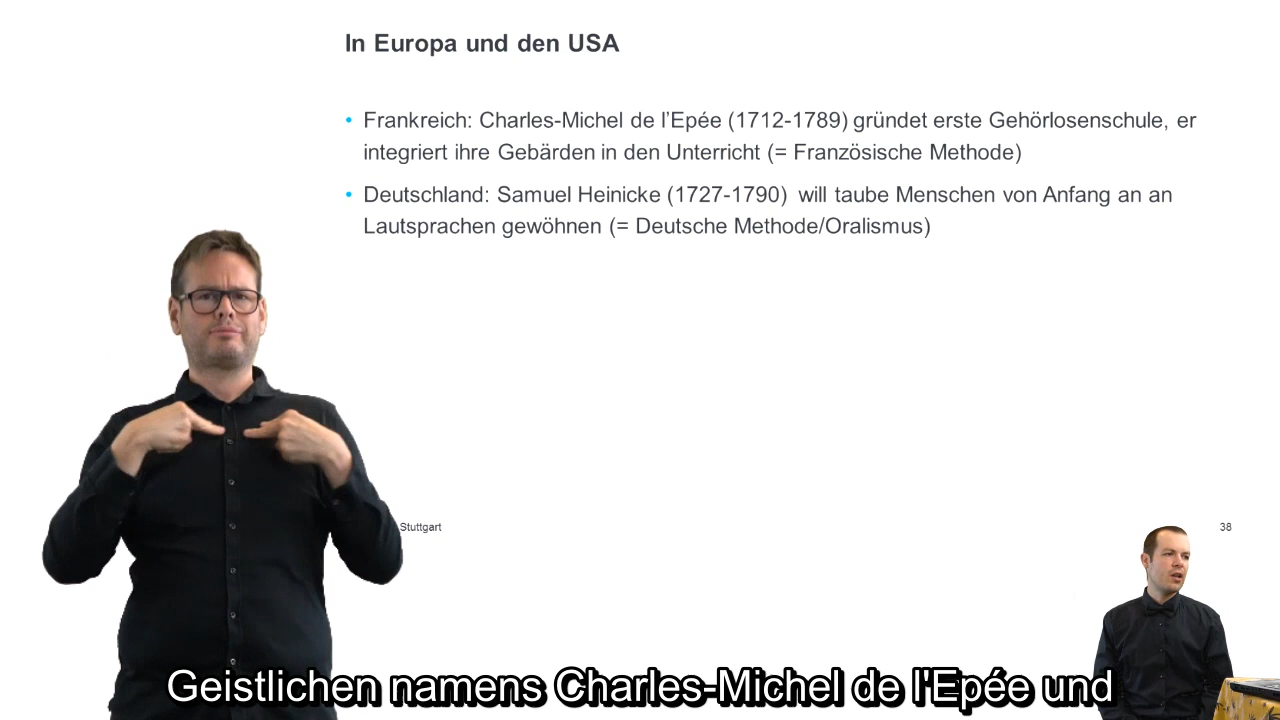 In Europa und den USA
• Frankreich: Charles-Michel de l’Epée (1712-1789) gründet erste Gehörlosenschule, er
integriert ihre Gebärden in den Unterricht (= Französische Methode)
• Deutschland: Samuel Heinicke (1727-1790) will taube Menschen von Anfang an an
Lautsprachen gewöhnen (= Deutsche Methode/Oralismus)
Stuttgart
38
Geistlichen namens Charles-Michel de l'Epée und